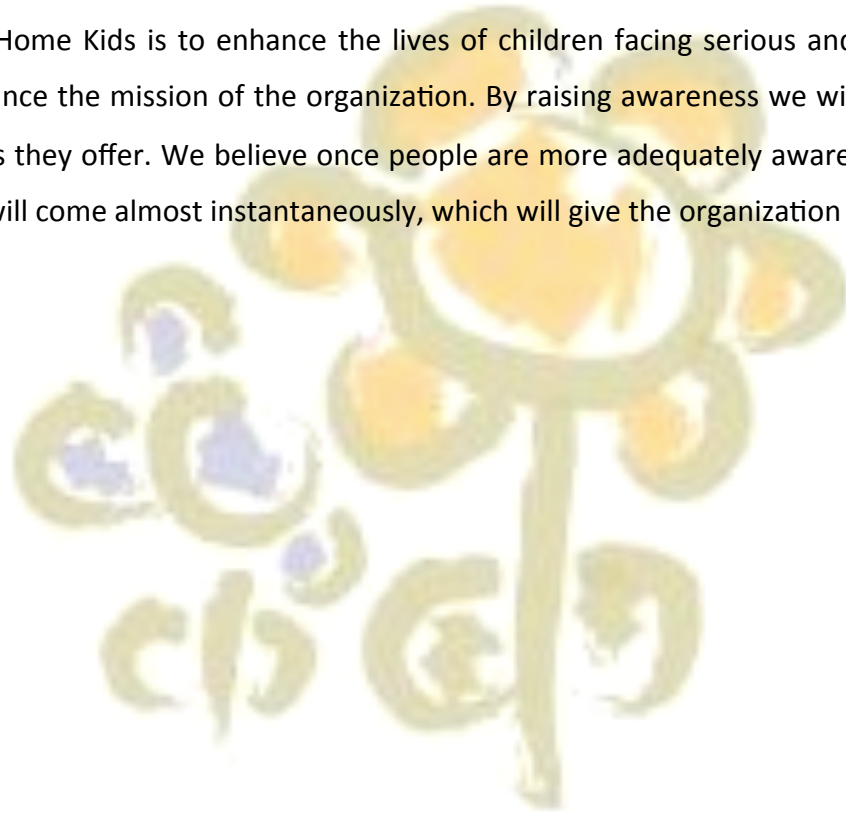 Home Kids is to enhance the lives of children facing serious and
nce the mission of the organization. By raising awareness we wi
s they offer. We believe once people are more adequately aware
will come almost instantaneously, which will give the organization